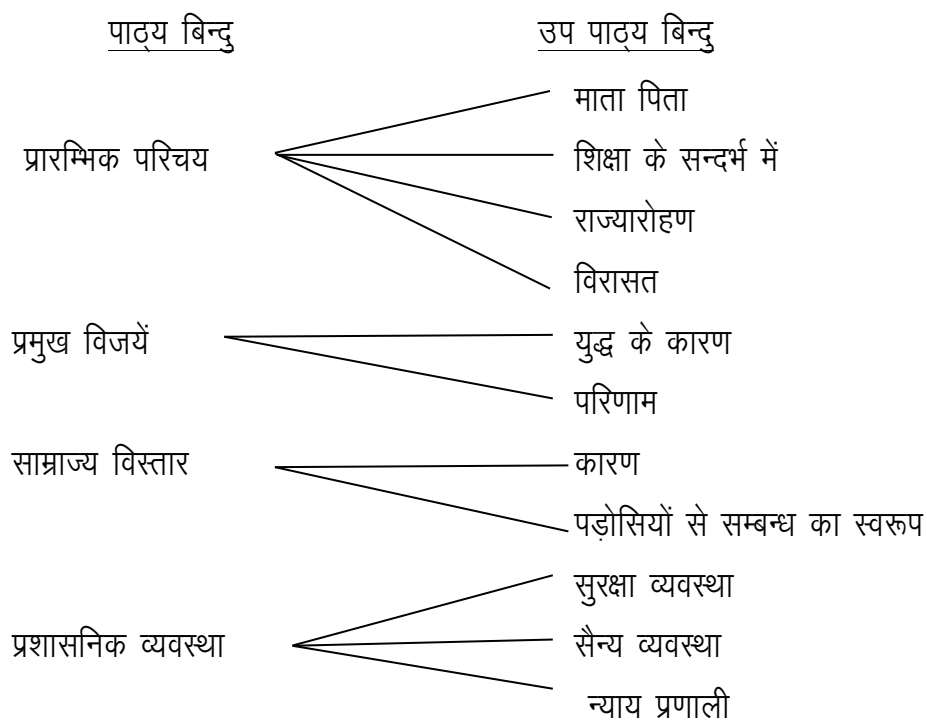 पाठ्य बिन्दु उप पाठ्य बिन्दु
माता पिता
प्रारम्भिक परिचय शिक्षा के सन्दर्भ में
राज्यारोहण
विरासत
प्रमुख विजयें युद्ध के कारण
परिणाम
साम्राज्य विस्तार कारण
पड़ोसियों से सम्बन्ध का स्वरूप
सुरक्षा व्यवस्था
प्रशासनिक व्यवस्था सैन्य व्यवस्था
न्याय प्रणाली